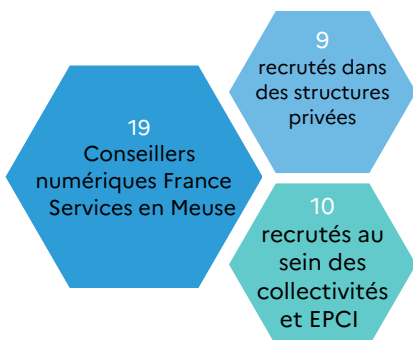 19
Conseillers
numériques France
Services en Meuse
9
recrutés dans
des structures
privées
10
recrutés au
sein des
collectivités
et EPCI